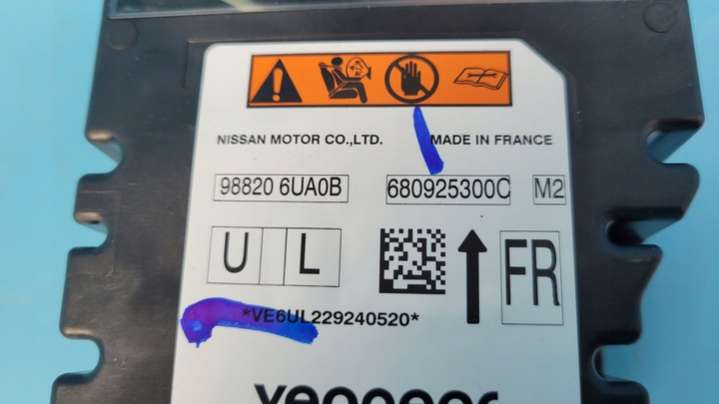 NISSAN MOTOR CO.,LTD. MADE IN FRANCE
98820 6UA0B 680925300C M2
U L FR
*VE6UL229240520*